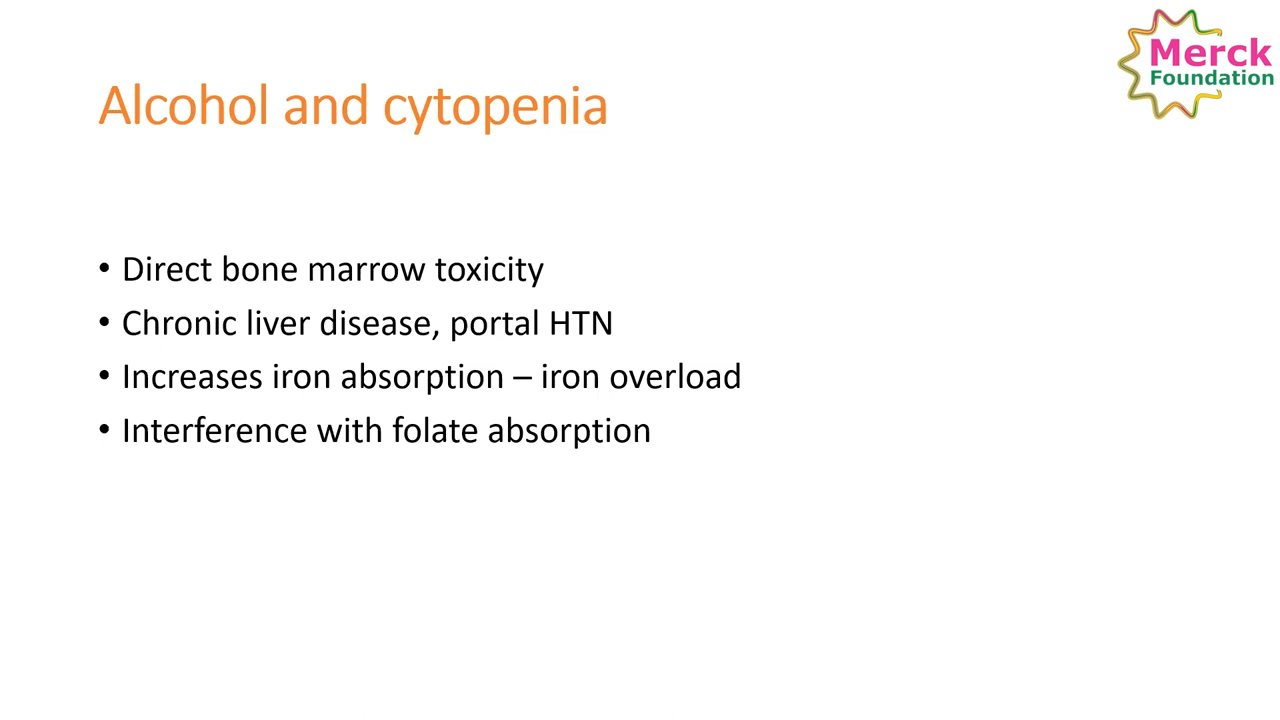 Merck
Foundation
Alcohol and cytopenia
• Direct bone marrow toxicity
• Chronic liver disease, portal HTN
• Increases iron absorption – iron overload
• Interference with folate absorption